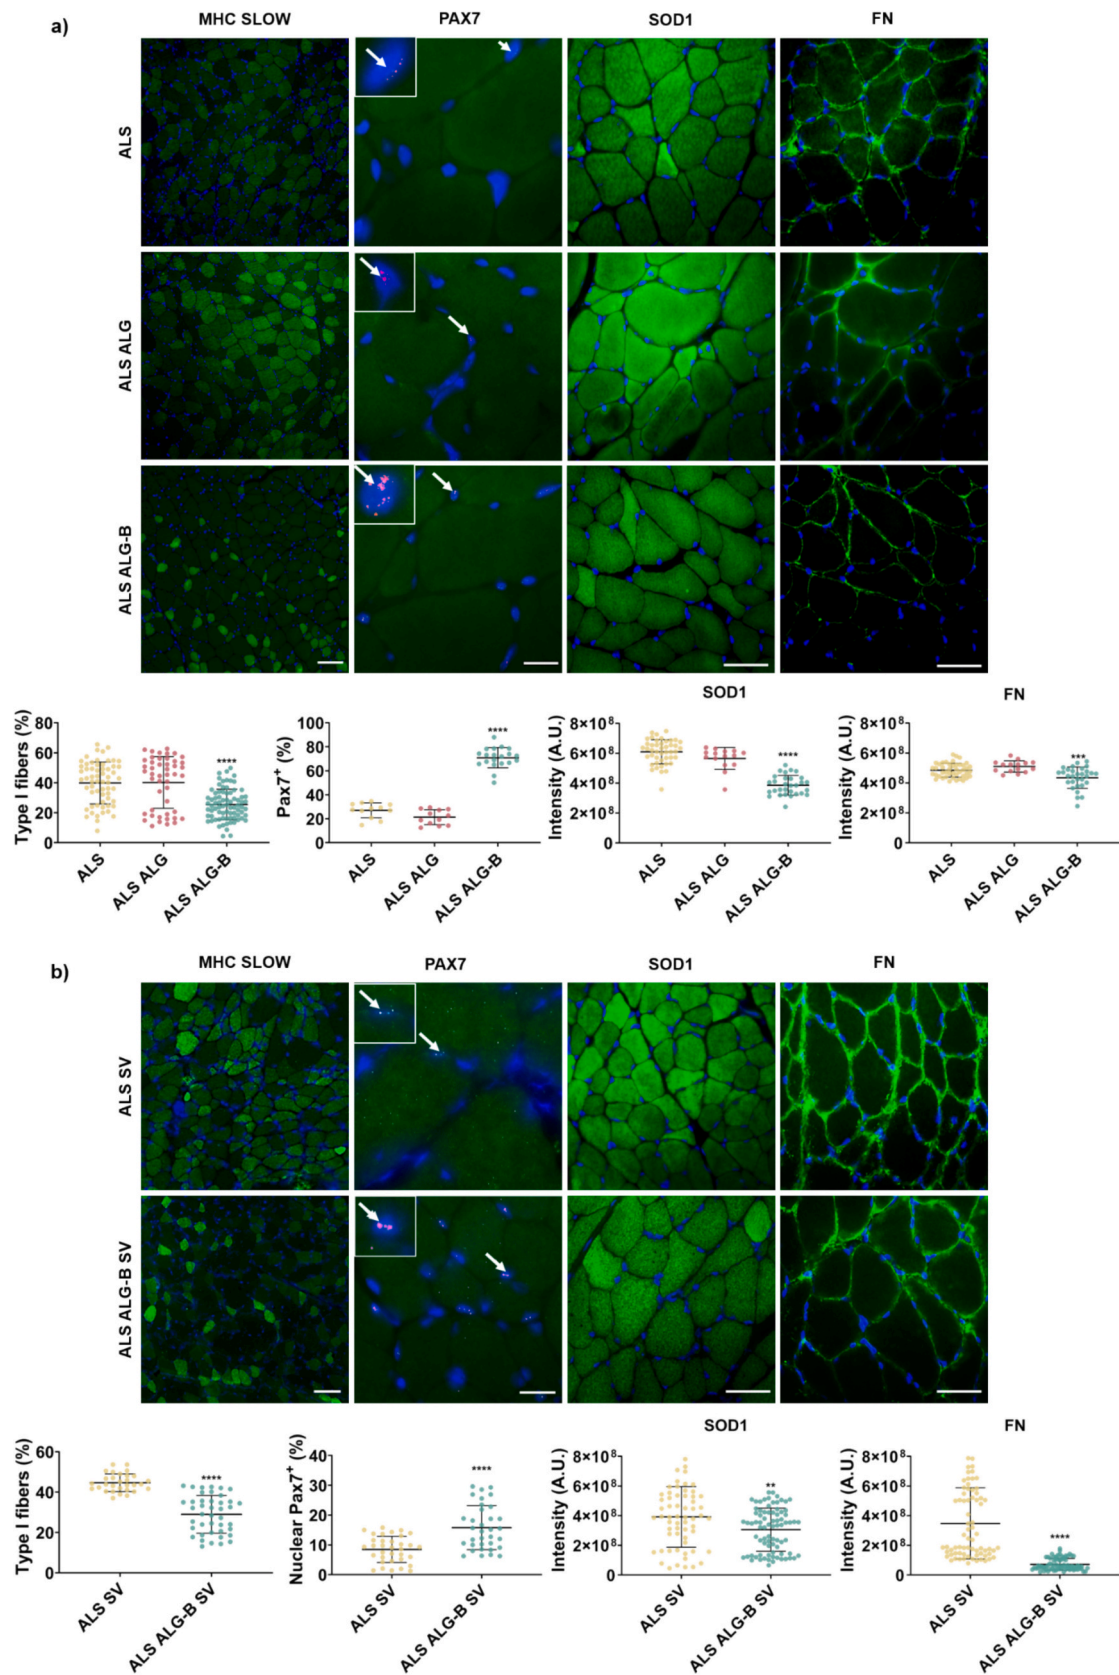 a)
MHC SLOW PAX7 SOD1 FN
ALS
ALS ALG
ALS ALG-B
SOD1 FN
Type I fibers (%)
80
60
40
20
0
ALS
ALS ALG
ALS ALG-B
****
Pax7+ (%)
100
80
60
40
20
0
ALS
ALS ALG
ALS ALG-B
****
Intensity (A.U.)
8×10⁸
6×10⁸
4×10⁸
2×10⁸
0
ALS
ALS ALG
ALS ALG-B
****
Intensity (A.U.)
8×10⁸
6×10⁸
4×10⁸
2×10⁸
0
ALS
ALS ALG
ALS ALG-B
***
b)
MHC SLOW PAX7 SOD1 FN
ALS SV
ALS ALG-B SV
SOD1 FN
Type I fibers (%)
60
40
20
0
ALS SV
ALS ALG-B SV
****
Nuclear Pax7+ (%)
40
30
20
10
0
ALS SV
ALS ALG-B SV
****
Intensity (A.U.)
8×10⁸
6×10⁸
4×10⁸
2×10⁸
0
ALS SV
ALS ALG-B SV
**
Intensity (A.U.)
8×10⁸
6×10⁸
4×10⁸
2×10⁸
0
ALS SV
ALS ALG-B SV
****